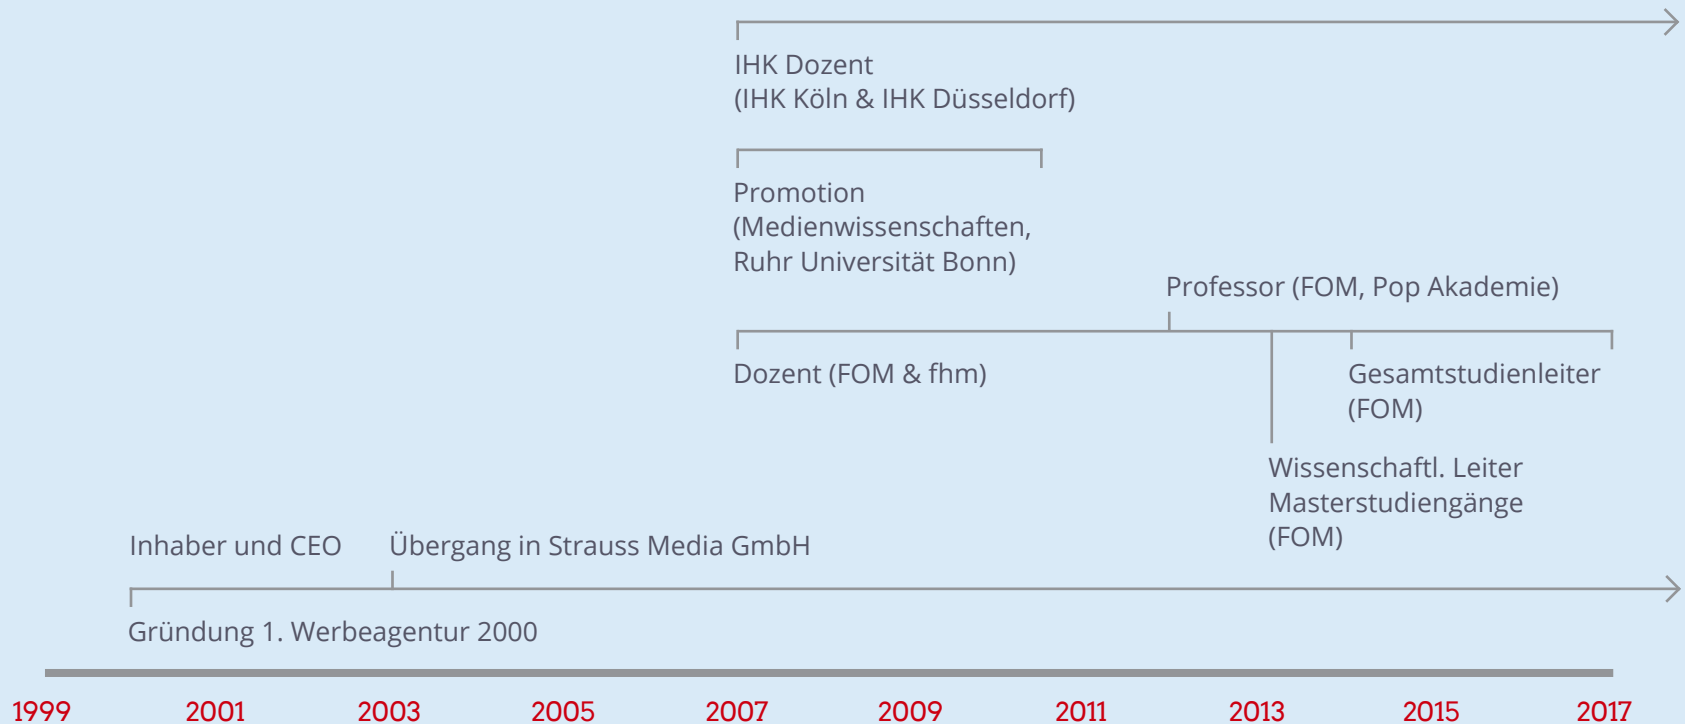 IHK Dozent
(IHK Köln & IHK Düsseldorf)
Promotion
(Medienwissenschaften,
Ruhr Universität Bonn)
Professor (FOM, Pop Akademie)
Dozent (FOM & fhm)
Gesamtstudienleiter
(FOM)
Wissenschaftl. Leiter
Masterstudiengänge
(FOM)
Inhaber und CEO
Übergang in Strauss Media GmbH
Gründung 1. Werbeagentur 2000
1999 2001 2003 2005 2007 2009 2011 2013 2015 2017